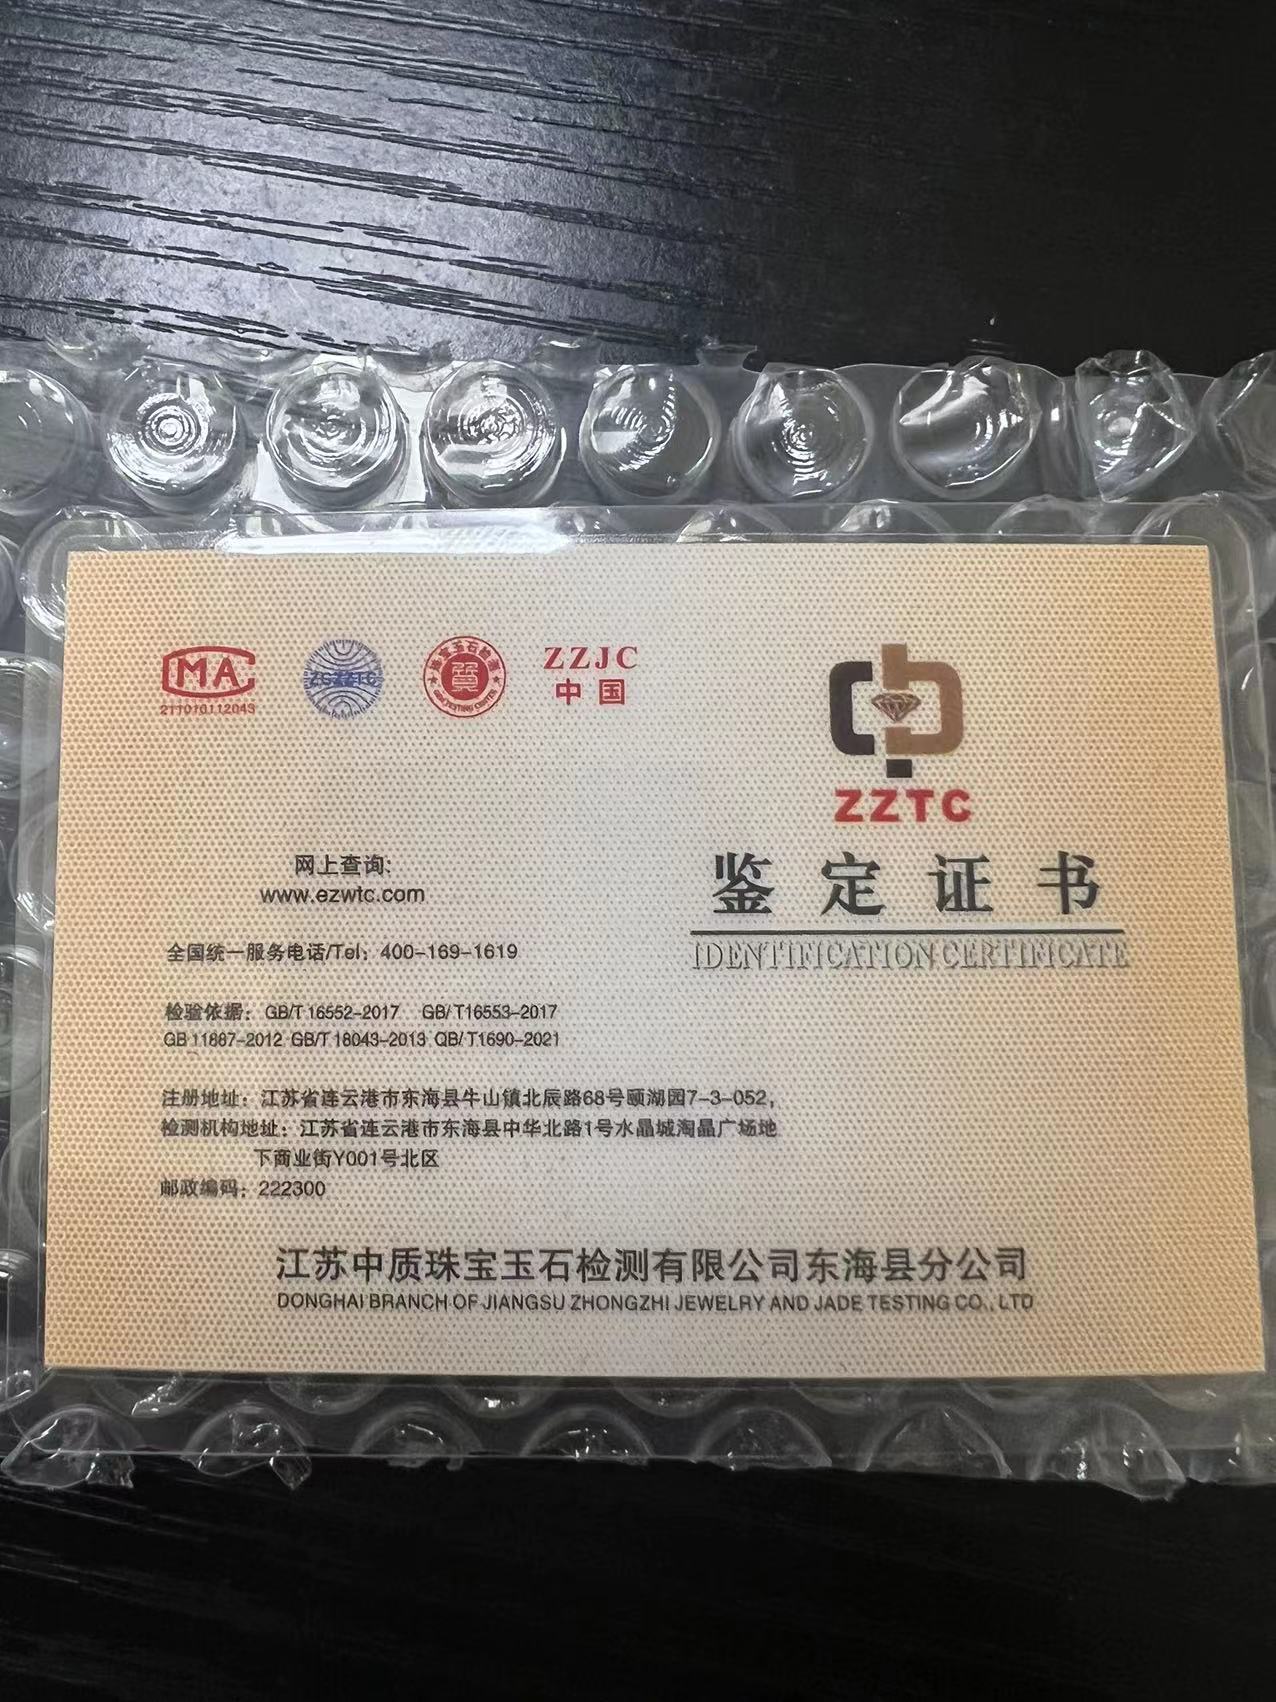 CMA
211010112043
ZGZZTC
ZZJC
中国
ZZTC
鉴定证书
IDENTIFICATION CERTIFICATE
网上查询:
www.ezwtc.com
全国统一服务电话/Tel：400-169-1619
检验依据：GB/T 16552-2017 GB/T16553-2017
GB 11887-2012 GB/T 18043-2013 QB/T1690-2021
注册地址：江苏省连云港市东海县牛山镇北辰路68号颐湖园7-3-052，
检测机构地址：江苏省连云港市东海县中华北路1号水晶城淘晶广场地
下商业街Y001号北区
邮政编码：222300
江苏中质珠宝玉石检测有限公司东海县分公司
DONGHAI BRANCH OF JIANGSU ZHONGZHI JEWELRY AND JADE TESTING CO., LTD